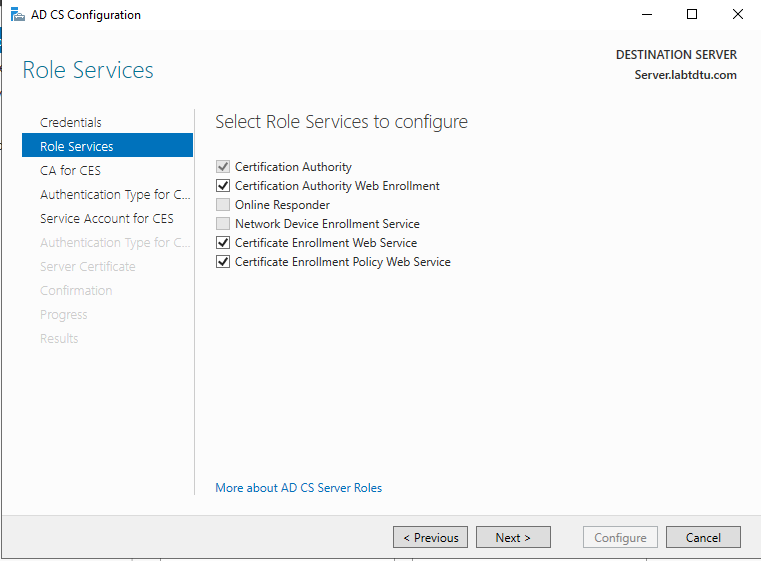 AD CS Configuration
Role Services
DESTINATION SERVER
Server.labtdtu.com
Credentials
Role Services
CA for CES
Authentication Type for C...
Service Account for CES
Authentication Type for C...
Server Certificate
Confirmation
Progress
Results
Select Role Services to configure
Certification Authority
Certification Authority Web Enrollment
Online Responder
Network Device Enrollment Service
Certificate Enrollment Web Service
Certificate Enrollment Policy Web Service
More about AD CS Server Roles
< Previous
Next >
Configure
Cancel